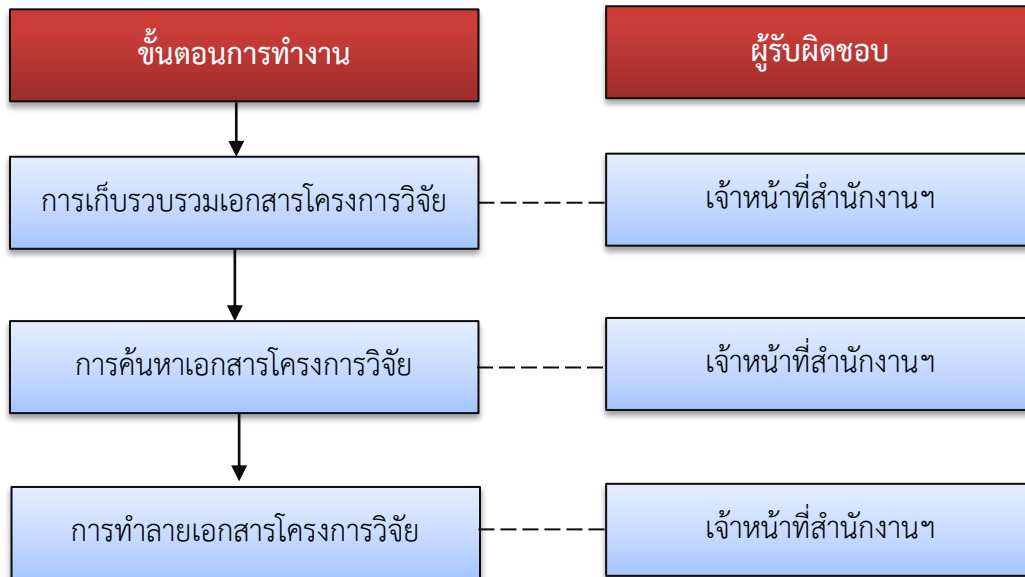 ขั้นตอนการทำงาน
ผู้รับผิดชอบ
การเก็บรวบรวมเอกสารโครงการวิจัย
เจ้าหน้าที่สำนักงานฯ
การค้นหาเอกสารโครงการวิจัย
เจ้าหน้าที่สำนักงานฯ
การทำลายเอกสารโครงการวิจัย
เจ้าหน้าที่สำนักงานฯ